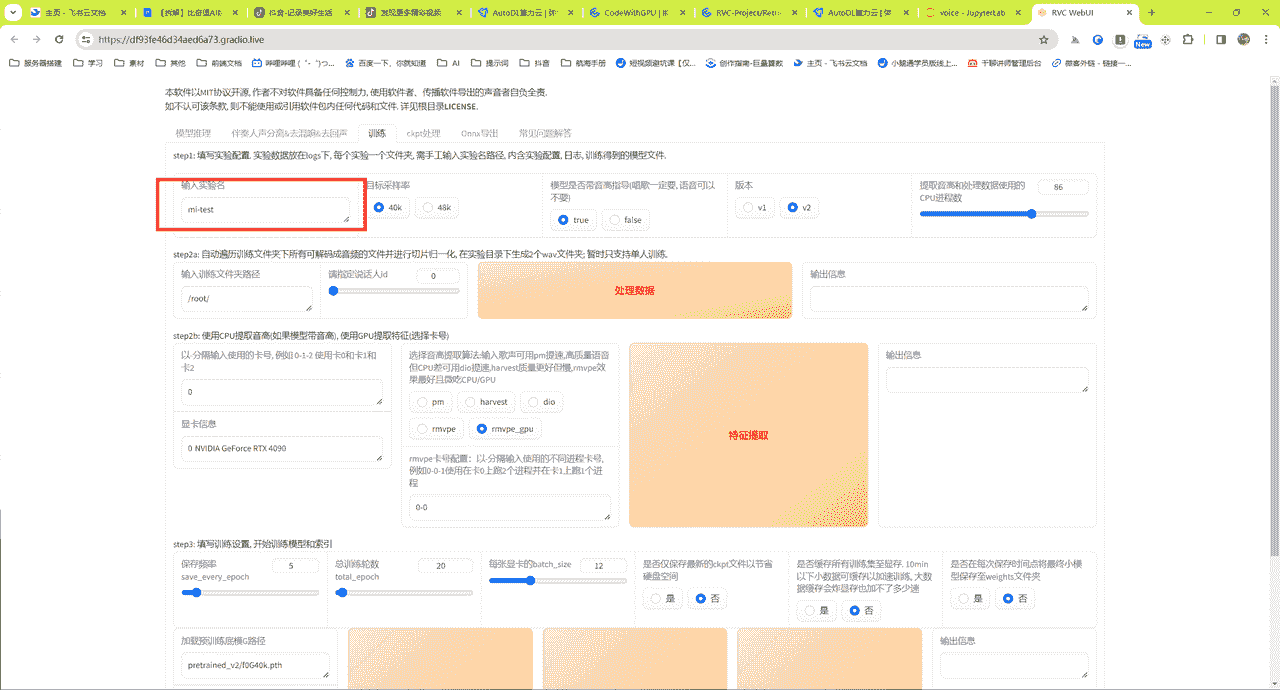 主页 - 飞书云文档
【拆解】比奇堡AI
抖音-记录美好生活
发现更多精彩视频
AutoDL算力云 | 弹
CodeWithGPU | 
RVC-Project/Retri
AutoDL算力云 | 弹
voice - JupyterLab
RVC WebUI
https://df93fe46d34aed6a73.gradio.live
New
服务器搭建
学习
素材
其他
前端文档
哔哩哔哩 (゜-゜)つ...
百度一下，你就知道
AI
提示词
抖音
航海手册
短视频避坑课【仅...
创作指南-巨量算数
主页 - 飞书云文档
小鹅通学员版线上...
千聊讲师管理后台
微客外链 - 链接一...
本软件以MIT协议开源, 作者不对软件具备任何控制力, 使用软件者、传播软件导出的声音者自负全责.
如不认可该条款, 则不能使用或引用软件包内任何代码和文件. 详见根目录LICENSE.
模型推理
伴奏人声分离&去混响&去回声
训练
ckpt处理
Onnx导出
常见问题解答
step1: 填写实验配置. 实验数据放在logs下, 每个实验一个文件夹, 需手工输入实验名路径, 内含实验配置, 日志, 训练得到的模型文件.
输入实验名
mi-test
目标采样率
40k
48k
模型是否带音高指导(唱歌一定要, 语音可以
不要)
true
false
版本
v1
v2
提取音高和处理数据使用的
CPU进程数
86
step2a: 自动遍历训练文件夹下所有可解码成音频的文件并进行切片归一化, 在实验目录下生成2个wav文件夹; 暂时只支持单人训练.
输入训练文件夹路径
/root/
请指定说话人id
0
处理数据
输出信息
step2b: 使用CPU提取音高(如果模型带音高), 使用GPU提取特征(选择卡号)
以-分隔输入使用的卡号, 例如 0-1-2 使用卡0和卡1和
卡2
0
显卡信息
0 NVIDIA GeForce RTX 4090
选择音高提取算法:输入歌声可用pm提速,高质量语音
但CPU差可用dio提速,harvest质量更好但慢,rmvpe效
果最好且微吃CPU/GPU
pm
harvest
dio
rmvpe
rmvpe_gpu
rmvpe卡号配置：以-分隔输入使用的不同进程卡号,
例如0-0-1使用在卡0上跑2个进程并在卡1上跑1个进
程
0-0
特征提取
输出信息
step3: 填写训练设置, 开始训练模型和索引
保存频率
save_every_epoch
5
总训练轮数
total_epoch
20
每张显卡的batch_size
12
是否仅保存最新的ckpt文件以节省
硬盘空间
是
否
是否缓存所有训练集至显存. 10min
以下小数据可缓存以加速训练, 大数
据缓存会炸显存也加不了多少速
是
否
是否在每次保存时间点将最终小模
型保存至weights文件夹
是
否
加载预训练底模G路径
pretrained_v2/f0G40k.pth
输出信息